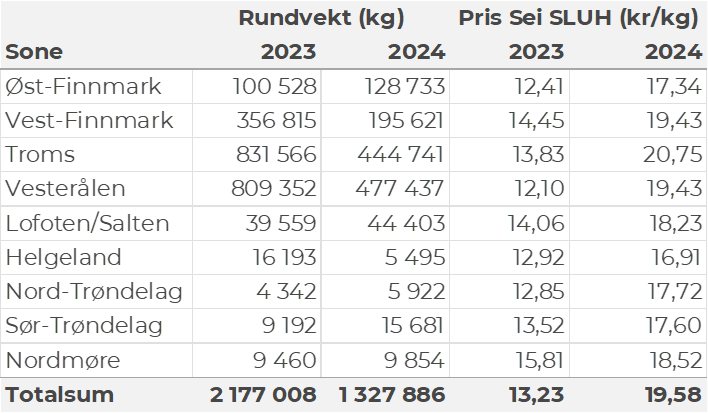 Rundvekt (kg) Pris Sei SLUH (kr/kg)
Sone 2023 2024 2023 2024
Øst-Finnmark 100 528 128 733 12,41 17,34
Vest-Finnmark 356 815 195 621 14,45 19,43
Troms 831 566 444 741 13,83 20,75
Vesterålen 809 352 477 437 12,10 19,43
Lofoten/Salten 39 559 44 403 14,06 18,23
Helgeland 16 193 5 495 12,92 16,91
Nord-Trøndelag 4 342 5 922 12,85 17,72
Sør-Trøndelag 9 192 15 681 13,52 17,60
Nordmøre 9 460 9 854 15,81 18,52
Totalsum 2 177 008 1 327 886 13,23 19,58